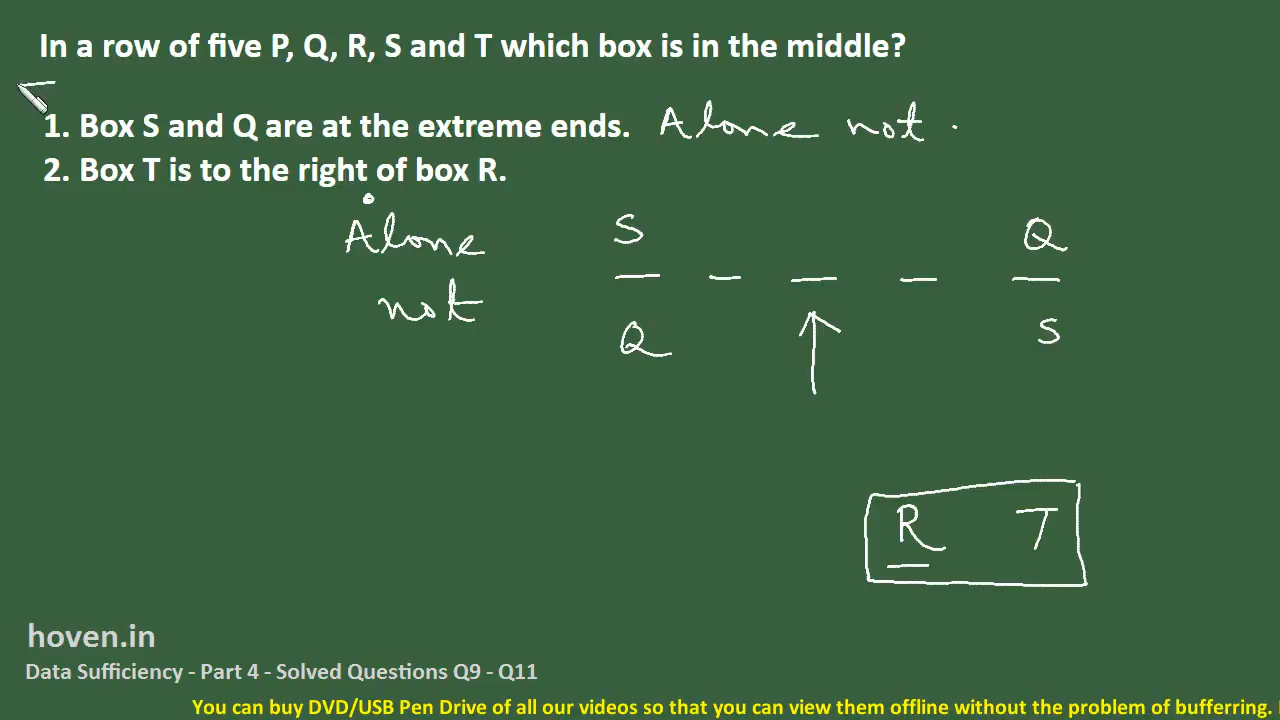 In a row of five P, Q, R, S and T which box is in the middle?
1. Box S and Q are at the extreme ends. Alone not.
2. Box T is to the right of box R.
Alone
not
S Q
Q S
R T
hoven.in
Data Sufficiency - Part 4 - Solved Questions Q9 - Q11
You can buy DVD/USB Pen Drive of all our videos so that you can view them offline without the problem of bufferring.